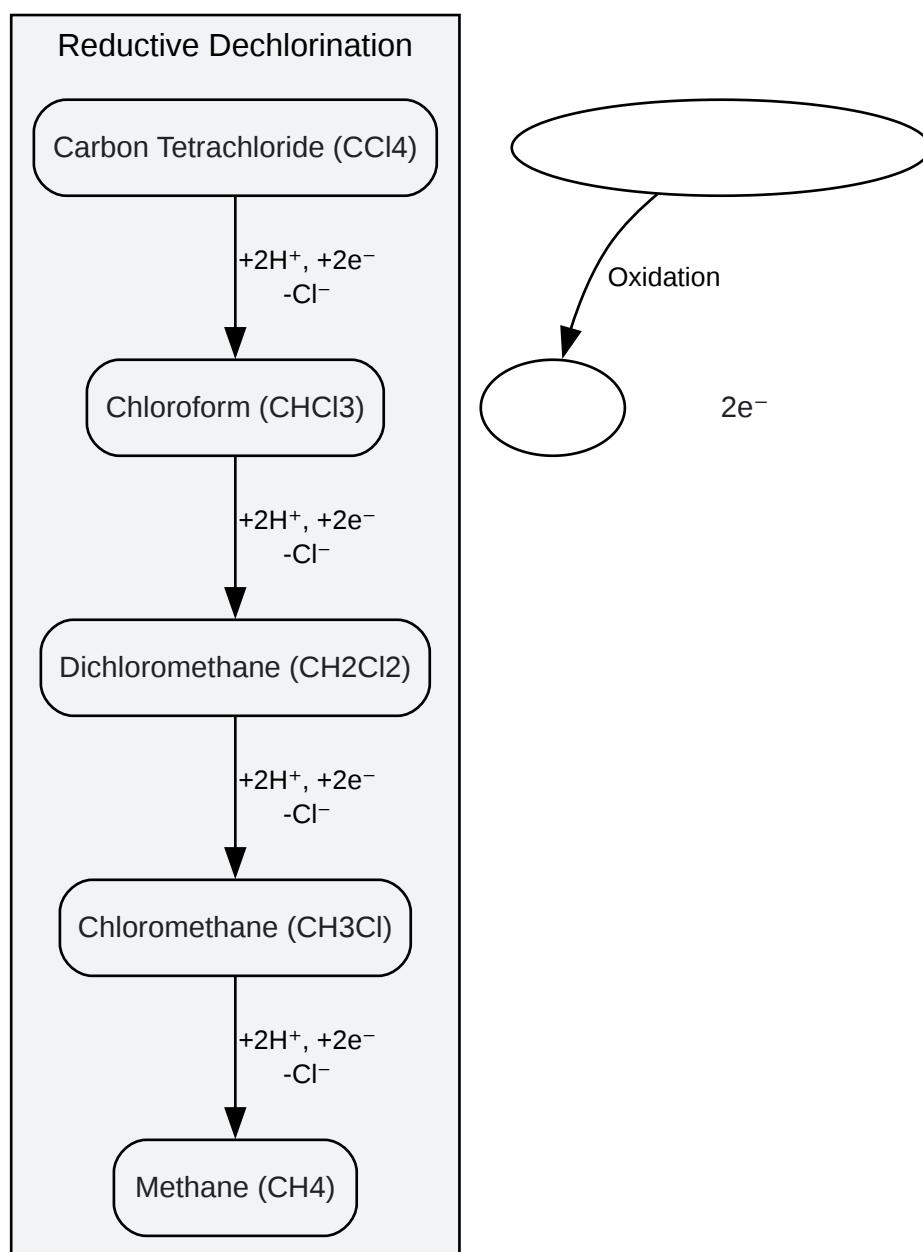 Reductive Dechlorination
Carbon Tetrachloride (CCl4)
+2H⁺, +2e⁻
-Cl⁻
Oxidation
Chloroform (CHCl3)
2e⁻
+2H⁺, +2e⁻
-Cl⁻
Dichloromethane (CH2Cl2)
+2H⁺, +2e⁻
-Cl⁻
Chloromethane (CH3Cl)
+2H⁺, +2e⁻
-Cl⁻
Methane (CH4)